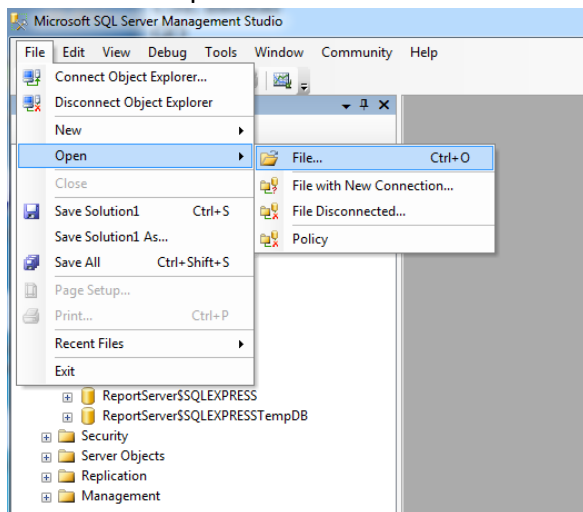 Microsoft SQL Server Management Studio
File Edit View Debug Tools Window Community Help
Connect Object Explorer...
Disconnect Object Explorer
New
Open
File... Ctrl+O
Close
File with New Connection...
Save Solution1 Ctrl+S
File Disconnected...
Save Solution1 As...
Policy
Save All Ctrl+Shift+S
Page Setup...
Print... Ctrl+P
Recent Files
Exit
ReportServer$SQLEXPRESS
ReportServer$SQLEXPRESSTempDB
Security
Server Objects
Replication
Management